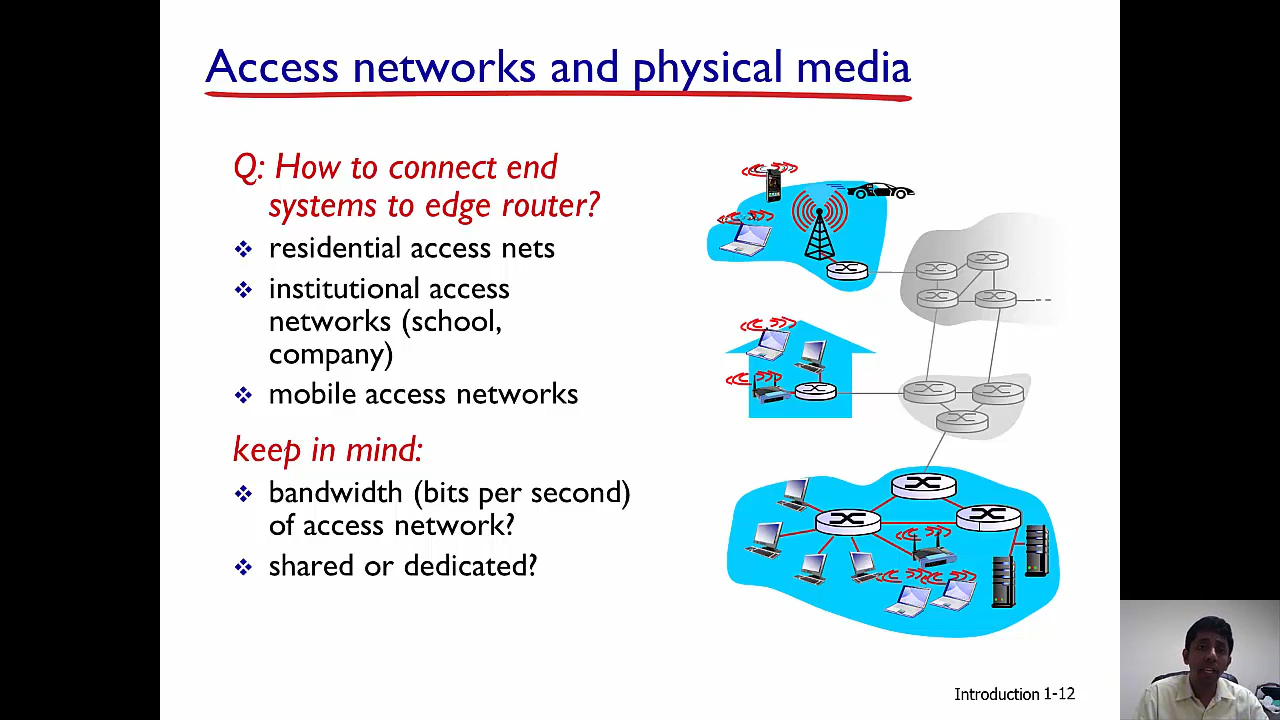 Access networks and physical media
Q: How to connect end
systems to edge router?
residential access nets
institutional access
networks (school,
company)
mobile access networks
keep in mind:
bandwidth (bits per second)
of access network?
shared or dedicated?
Introduction 1-12